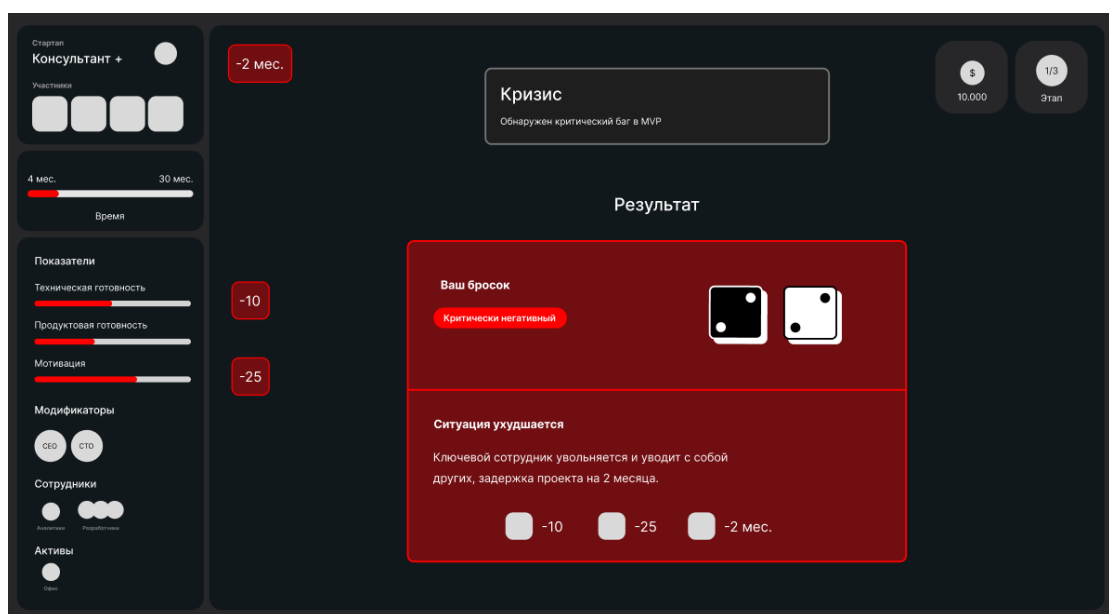 Стартап
Консультант +
Участники
4 мес.
30 мес.
Время
Показатели
Техническая готовность
Продуктовая готовность
Мотивация
Модификаторы
CEO
CTO
Сотрудники
Аналитики
Разработчики
Активы
Офис
-2 мес.
-10
-25
Кризис
Обнаружен критический баг в MVP
$
10.000
1/3
Этап
Результат
Ваш бросок
Критически негативный
Ситуация ухудшается
Ключевой сотрудник увольняется и уводит с собой
других, задержка проекта на 2 месяца.
-10
-25
-2 мес.